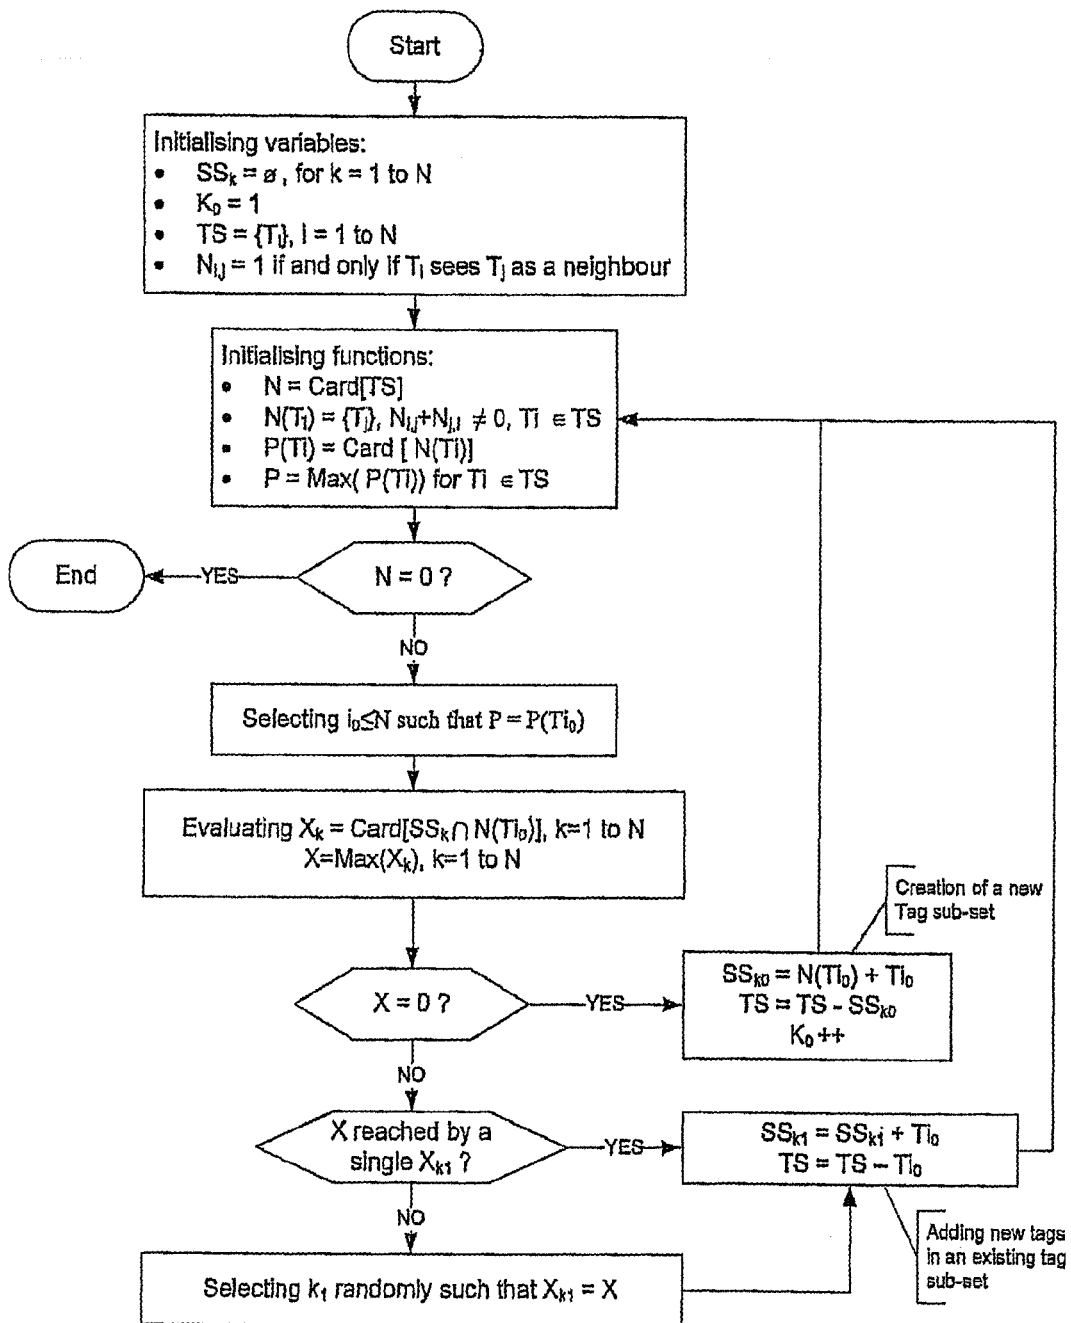 Start
Initialising variables:
• SSₖ = ø , for k = 1 to N
• K₀ = 1
• TS = {Tᵢ}, i = 1 to N
• Nᵢ,ⱼ = 1 if and only if Tᵢ sees Tⱼ as a neighbour
Initialising functions:
• N = Card[TS]
• N(Tᵢ) = {Tⱼ}, Nᵢ,ⱼ+Nⱼ,ᵢ ≠ 0, Ti ∈ TS
• P(Ti) = Card [ N(Ti)]
• P = Max( P(Ti)) for Ti ∈ TS
N = 0 ?
YES
End
NO
Selecting i₀≤N such that P = P(Ti₀)
Evaluating Xₖ = Card[SSₖ∩ N(Ti₀)], k=1 to N
X=Max(Xₖ), k=1 to N
Creation of a new
Tag sub-set
X = 0 ?
YES
SSₖ₀ = N(Ti₀) + Ti₀
TS = TS - SSₖ₀
K₀ ++
NO
X reached by a
single Xₖ₁ ?
YES
SSₖ₁ = SSₖ₁ + Ti₀
TS = TS – Ti₀
NO
Adding new tags
in an existing tag
sub-set
Selecting k₁ randomly such that Xₖ₁ = X